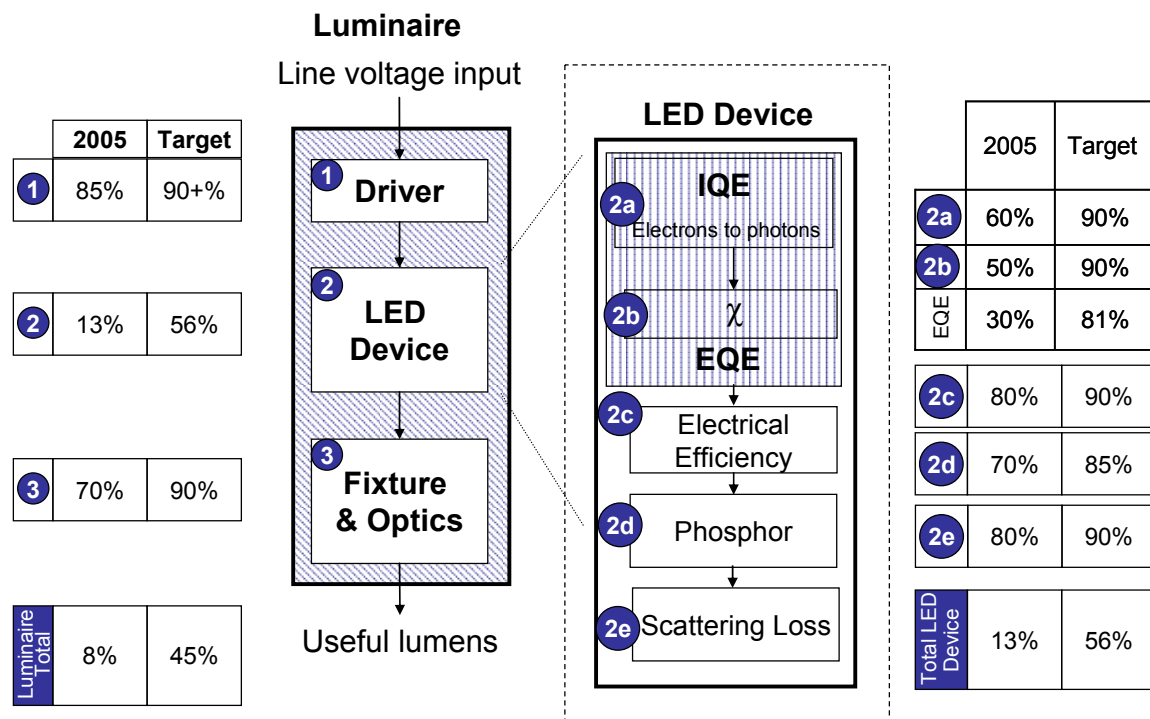 Luminaire
Line voltage input
2005 Target
1 85% 90+%
2 13% 56%
3 70% 90%
Luminaire
Total
8% 45%
1
Driver
2
LED
Device
3
Fixture
& Optics
Useful lumens
LED Device
2a
IQE
Electrons to photons
2b
χ
EQE
2c
Electrical
Efficiency
2d
Phosphor
2e
Scattering Loss
2005 Target
2a 60% 90%
2b 50% 90%
EQE 30% 81%
2c 80% 90%
2d 70% 85%
2e 80% 90%
Total LED
Device
13% 56%